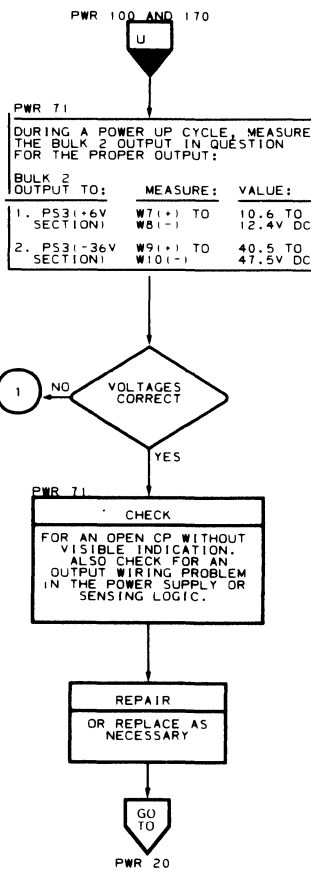 PWR 100 AND 170
U
PWR 71
DURING A POWER UP CYCLE, MEASURE
THE BULK 2 OUTPUT IN QUESTION
FOR THE PROPER OUTPUT:
BULK 2
OUTPUT TO: MEASURE: VALUE:
1. PS3(+6V W7(+) TO 10.6 TO
SECTION) W8(-) 12.4V DC
2. PS3(-36V W9(+) TO 40.5 TO
SECTION) W10(-) 47.5V DC
VOLTAGES
CORRECT
NO
1
YES
PWR 71
CHECK
FOR AN OPEN CP WITHOUT
VISIBLE INDICATION.
ALSO CHECK FOR AN
OUTPUT WIRING PROBLEM
IN THE POWER SUPPLY OR
SENSING LOGIC.
REPAIR
OR REPLACE AS
NECESSARY
GO
TO
PWR 20